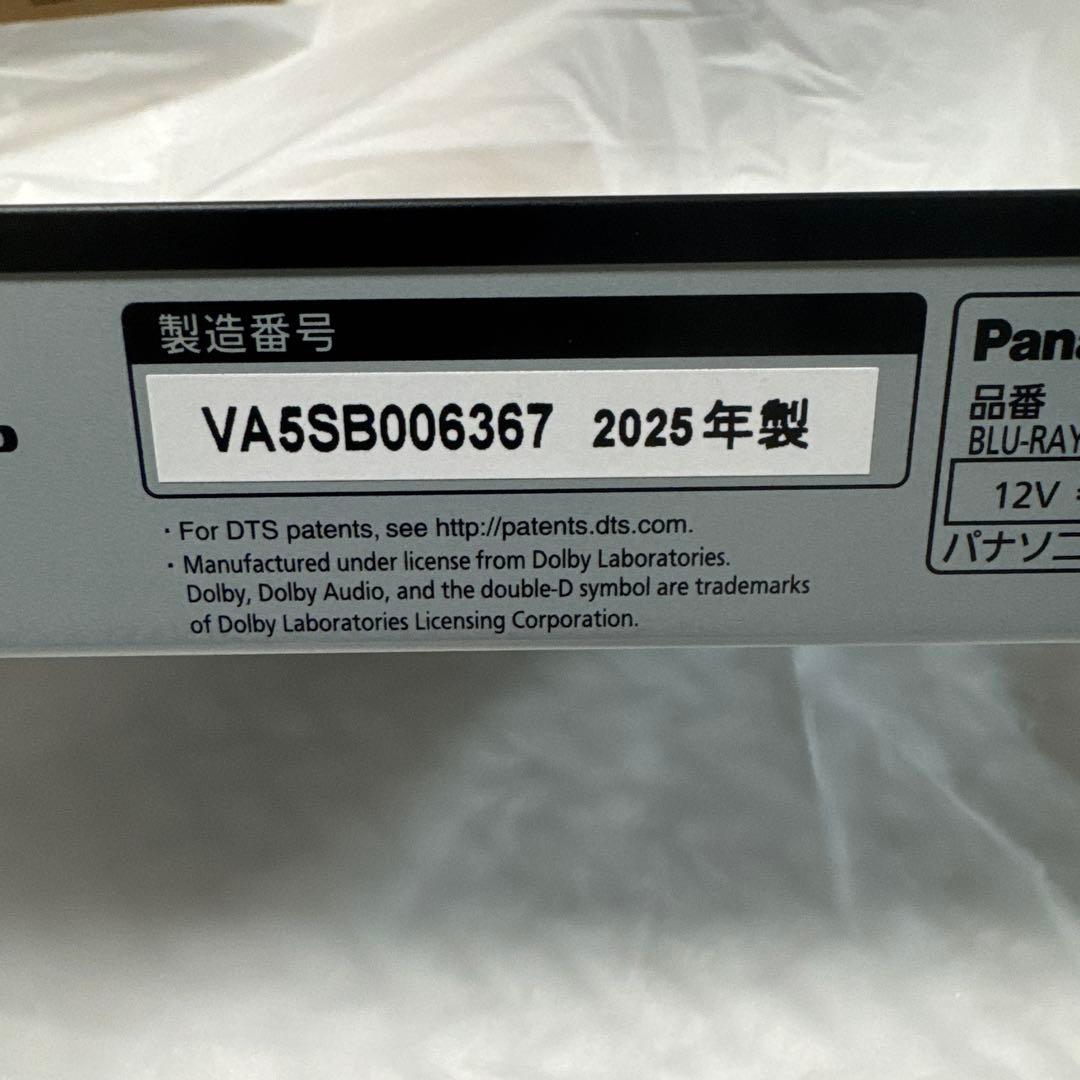 製造番号
VA5SB006367 2025年製
・For DTS patents, see http://patents.dts.com.
・Manufactured under license from Dolby Laboratories.
Dolby, Dolby Audio, and the double-D symbol are trademarks
of Dolby Laboratories Licensing Corporation.
Pana
品番
BLU-RAY
12V
パナソニ